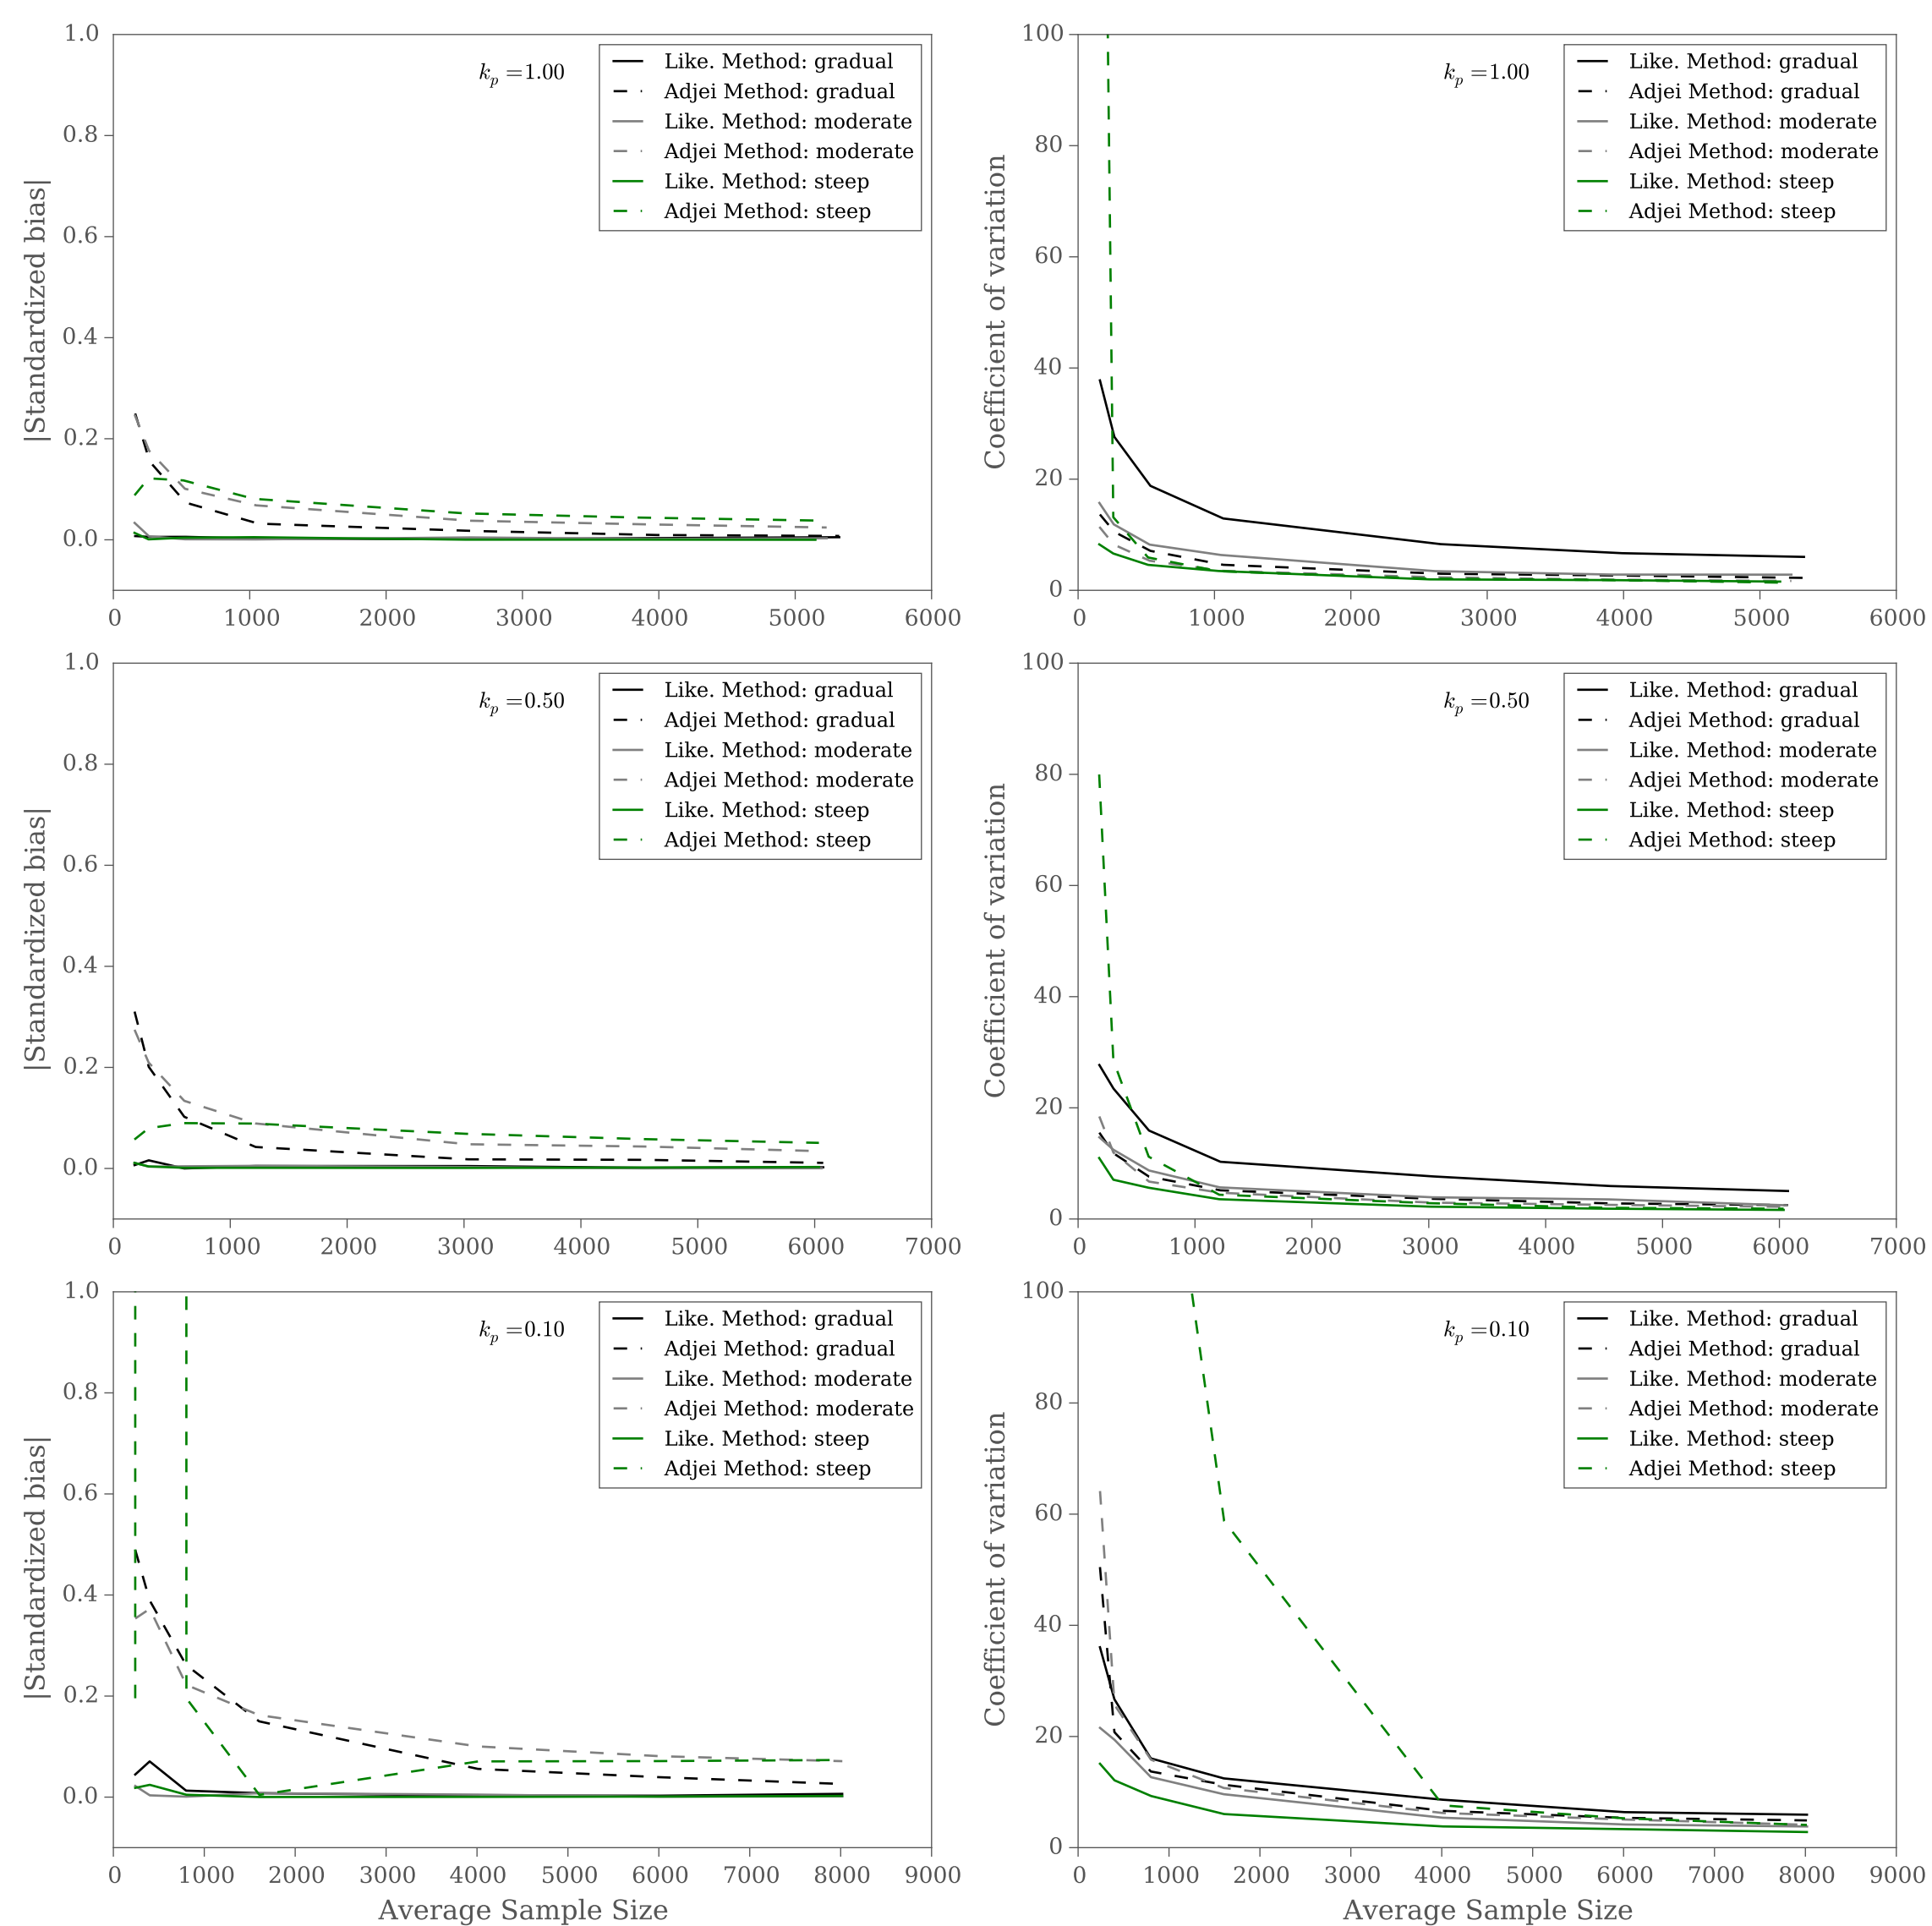 |Standardized bias|
1.0
0.8
0.6
0.4
0.2
0.0
0 1000 2000 3000 4000 5000 6000
k_p =1.00
Like. Method: gradual
Adjei Method: gradual
Like. Method: moderate
Adjei Method: moderate
Like. Method: steep
Adjei Method: steep
Coefficient of variation
100
80
60
40
20
0
0 1000 2000 3000 4000 5000 6000
k_p =1.00
Like. Method: gradual
Adjei Method: gradual
Like. Method: moderate
Adjei Method: moderate
Like. Method: steep
Adjei Method: steep
|Standardized bias|
1.0
0.8
0.6
0.4
0.2
0.0
0 1000 2000 3000 4000 5000 6000 7000
k_p =0.50
Like. Method: gradual
Adjei Method: gradual
Like. Method: moderate
Adjei Method: moderate
Like. Method: steep
Adjei Method: steep
Coefficient of variation
100
80
60
40
20
0
0 1000 2000 3000 4000 5000 6000 7000
k_p =0.50
Like. Method: gradual
Adjei Method: gradual
Like. Method: moderate
Adjei Method: moderate
Like. Method: steep
Adjei Method: steep
|Standardized bias|
1.0
0.8
0.6
0.4
0.2
0.0
0 1000 2000 3000 4000 5000 6000 7000 8000 9000
k_p =0.10
Like. Method: gradual
Adjei Method: gradual
Like. Method: moderate
Adjei Method: moderate
Like. Method: steep
Adjei Method: steep
Average Sample Size
Coefficient of variation
100
80
60
40
20
0
0 1000 2000 3000 4000 5000 6000 7000 8000 9000
k_p =0.10
Like. Method: gradual
Adjei Method: gradual
Like. Method: moderate
Adjei Method: moderate
Like. Method: steep
Adjei Method: steep
Average Sample Size